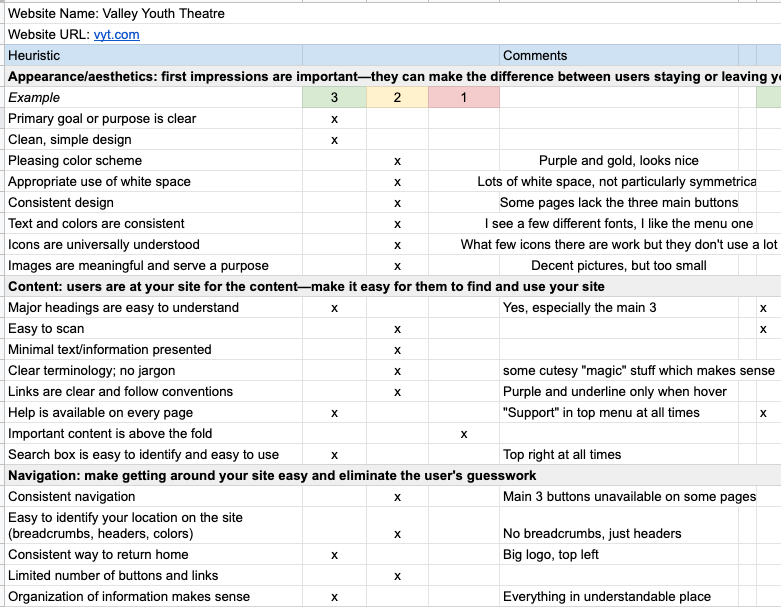 Website Name: Valley Youth Theatre
Website URL: vyt.com
Heuristic Comments
Appearance/aesthetics: first impressions are important—they can make the difference between users staying or leaving
Example 3 2 1
Primary goal or purpose is clear x
Clean, simple design x
Pleasing color scheme x Purple and gold, looks nice
Appropriate use of white space x Lots of white space, not particularly symmetrica
Consistent design x Some pages lack the three main buttons
Text and colors are consistent x I see a few different fonts, I like the menu one
Icons are universally understood x What few icons there are work but they don't use a lot
Images are meaningful and serve a purpose x Decent pictures, but too small
Content: users are at your site for the content—make it easy for them to find and use your site
Major headings are easy to understand x Yes, especially the main 3 x
Easy to scan x x
Minimal text/information presented x
Clear terminology; no jargon x some cutesy "magic" stuff which makes sense
Links are clear and follow conventions x Purple and underline only when hover
Help is available on every page x "Support" in top menu at all times x
Important content is above the fold x
Search box is easy to identify and easy to use x Top right at all times
Navigation: make getting around your site easy and eliminate the user's guesswork
Consistent navigation x Main 3 buttons unavailable on some pages
Easy to identify your location on the site
(breadcrumbs, headers, colors) x No breadcrumbs, just headers
Consistent way to return home x Big logo, top left
Limited number of buttons and links x
Organization of information makes sense x Everything in understandable place